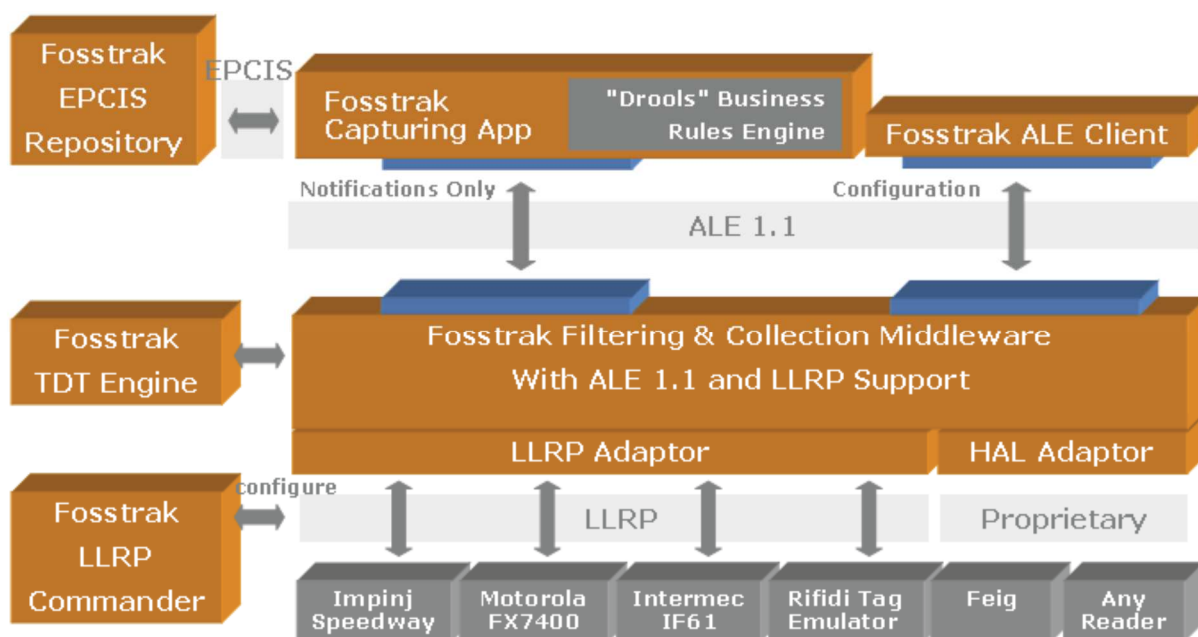 Fosstrak
EPCIS
Repository
EPCIS
Fosstrak
Capturing App
"Drools" Business
Rules Engine
Fosstrak ALE Client
Notifications Only
Configuration
ALE 1.1
Fosstrak
TDT Engine
Fosstrak Filtering & Collection Middleware
With ALE 1.1 and LLRP Support
LLRP Adaptor
HAL Adaptor
Fosstrak
LLRP
Commander
configure
LLRP
Proprietary
Impinj
Speedway
Motorola
FX7400
Intermec
IF61
Rifidi Tag
Emulator
Feig
Any
Reader